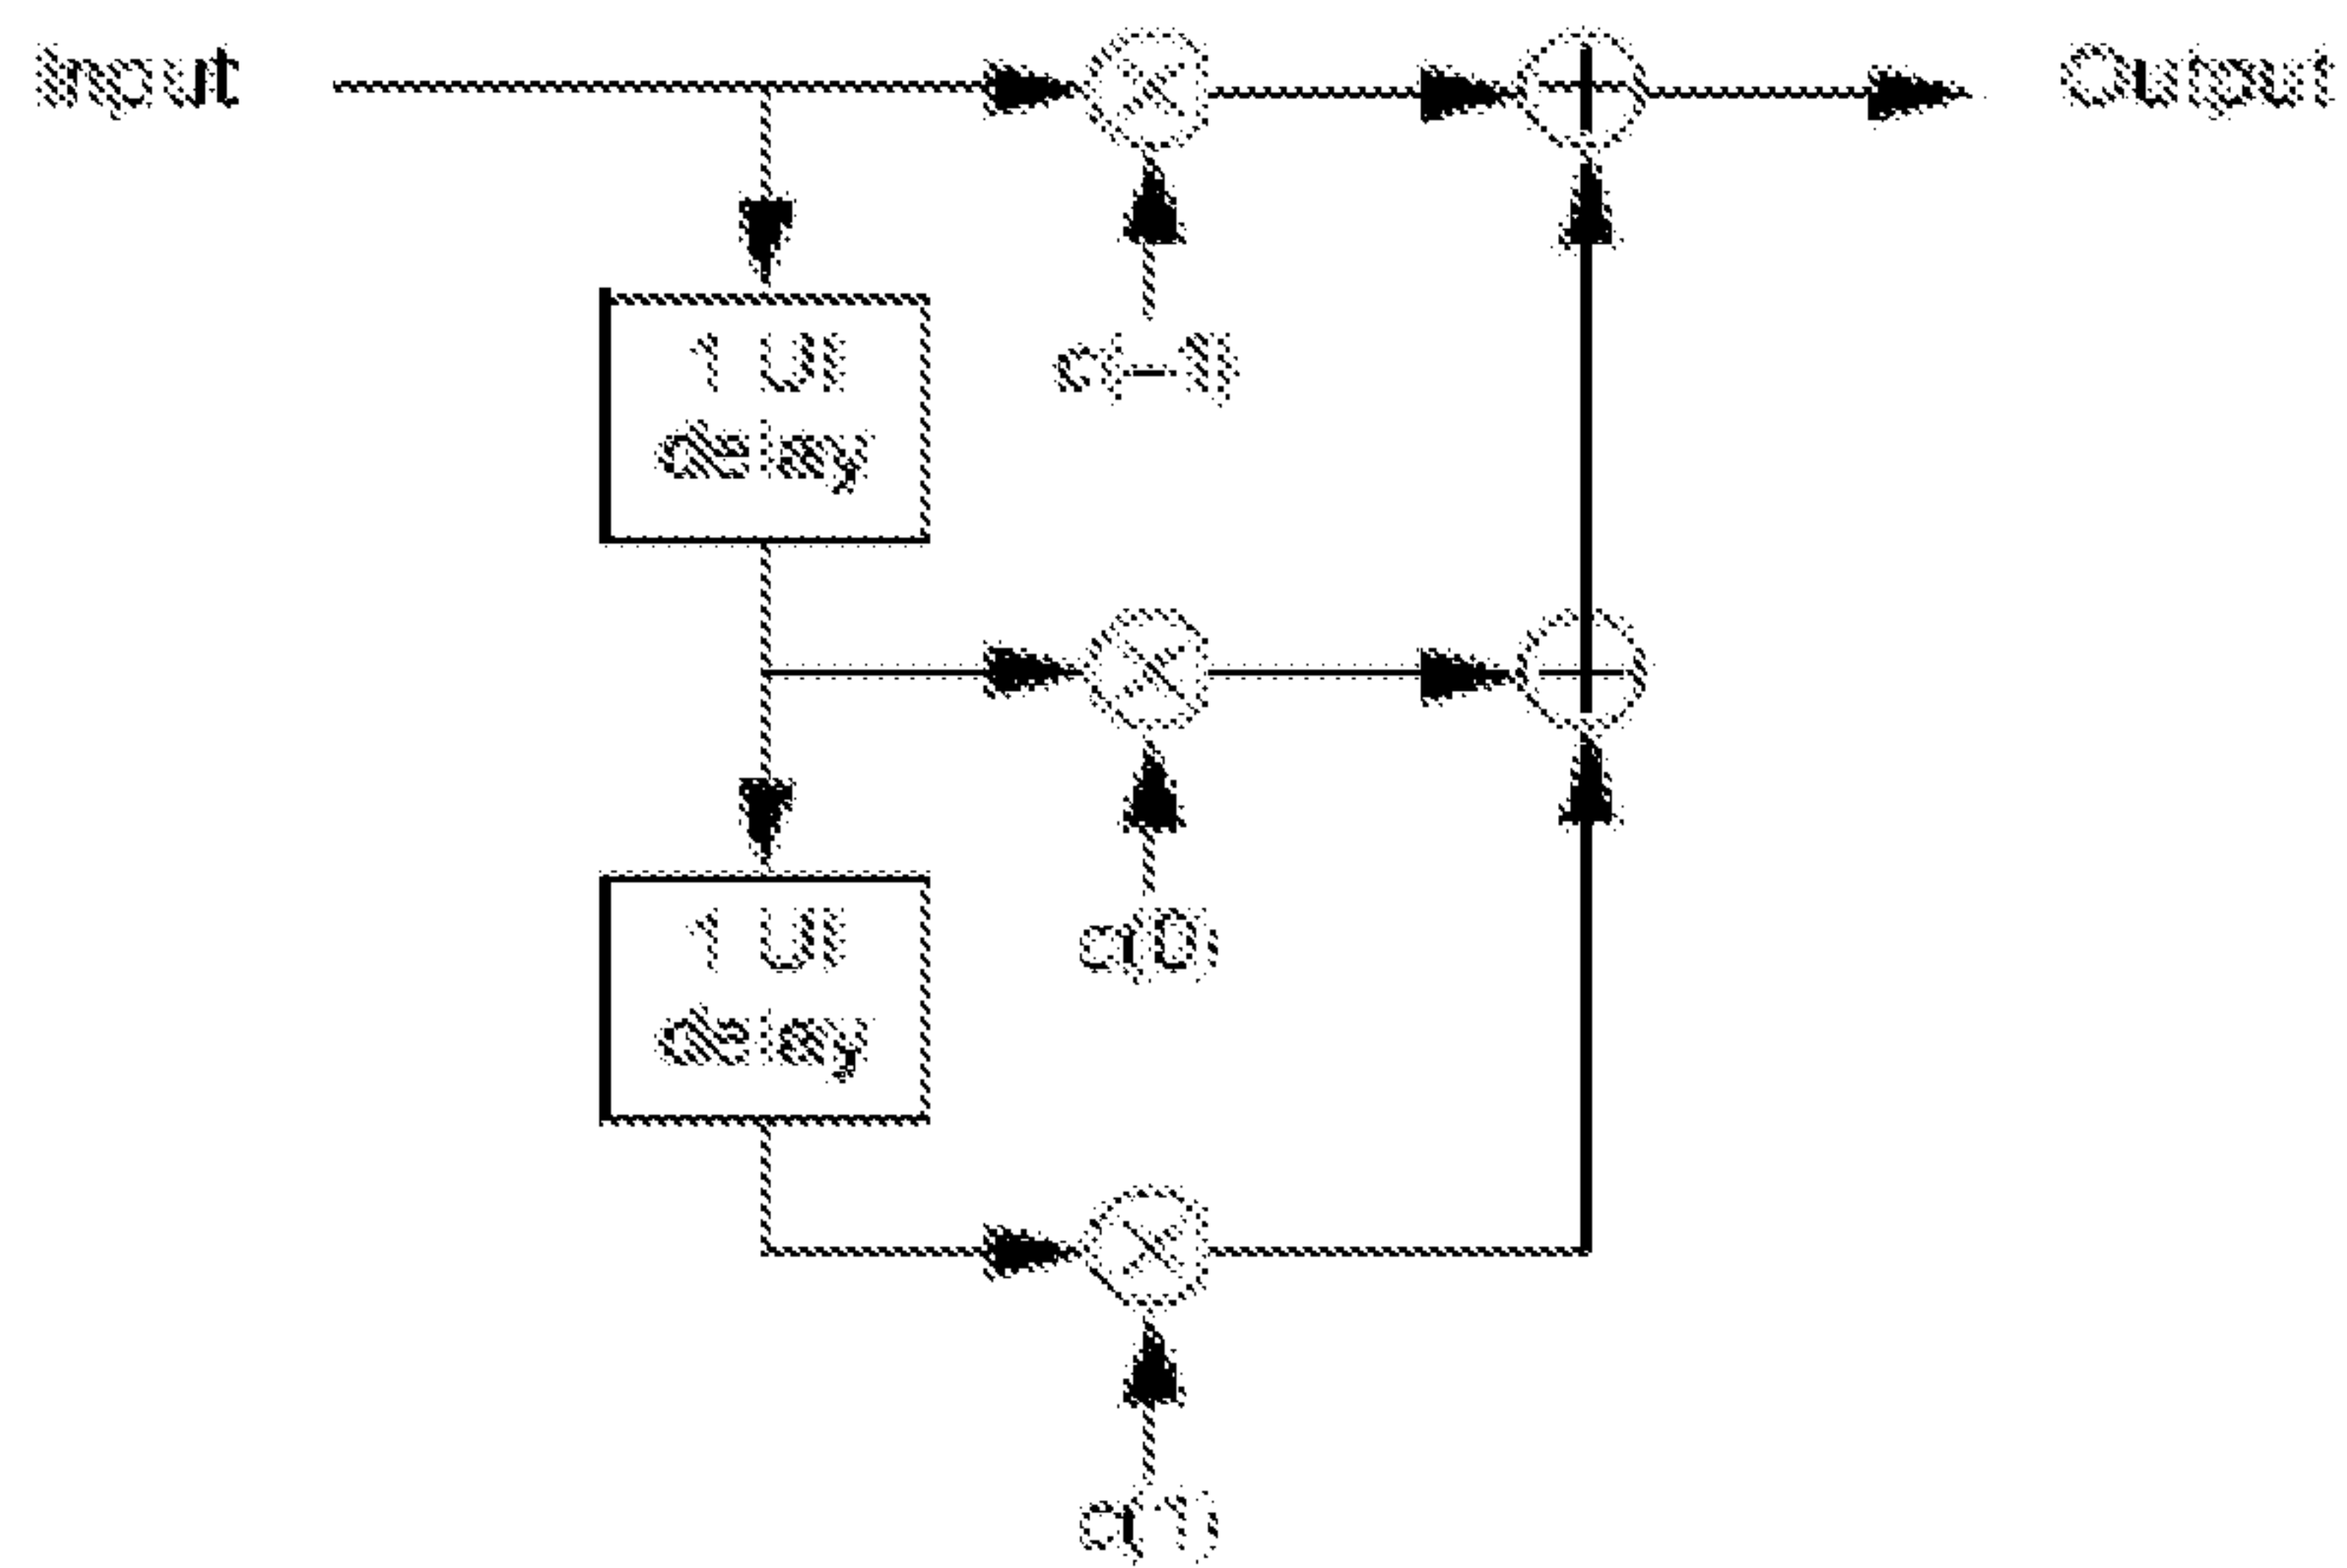 Input
Output
1 UI
delay
c(−1)
1 UI
delay
c(0)
c(1)